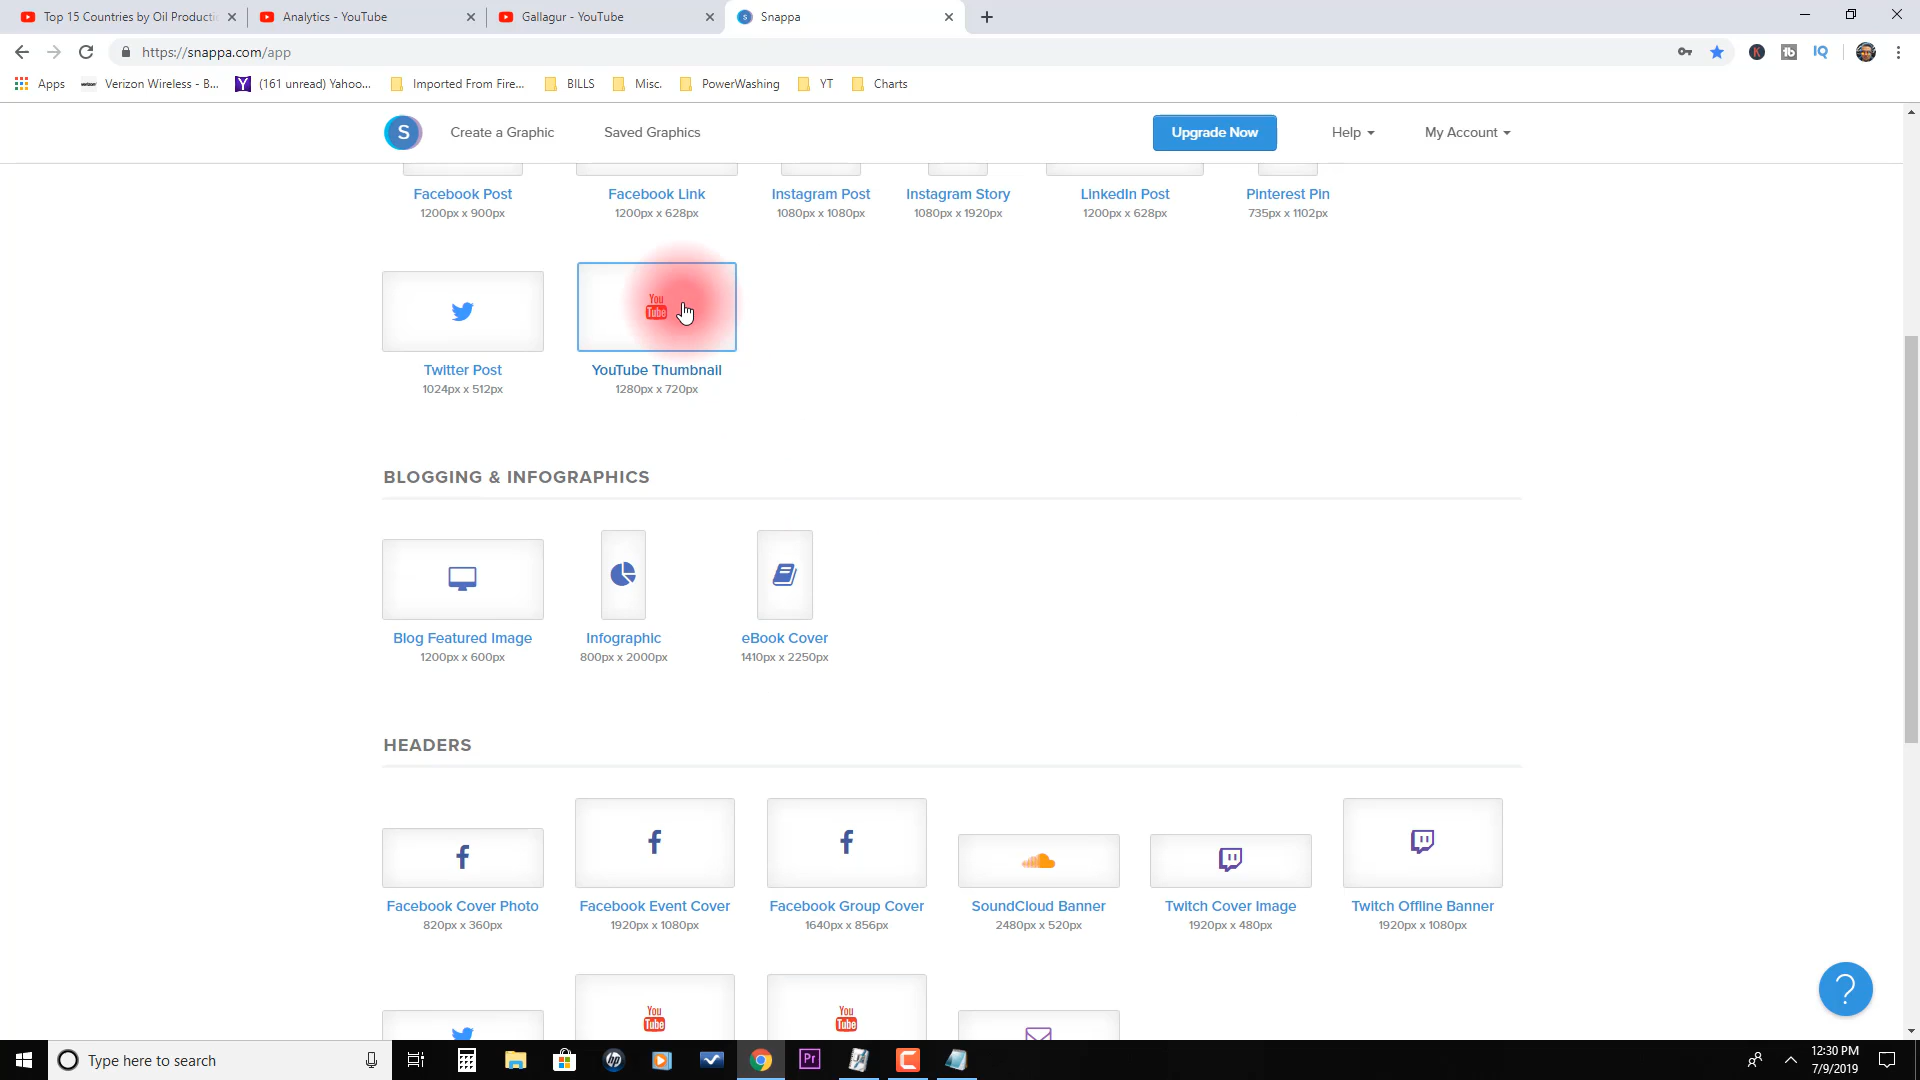 Top 15 Countries by Oil Producti
Analytics - YouTube
Gallagur - YouTube
Snappa
https://snappa.com/app
Apps
Verizon Wireless - B...
(161 unread) Yahoo...
Imported From Fire...
BILLS
Misc.
PowerWashing
YT
Charts
S
Create a Graphic
Saved Graphics
Upgrade Now
Help
My Account
Facebook Post
Facebook Link
Instagram Post
Instagram Story
LinkedIn Post
Pinterest Pin
1200px x 900px
1200px x 628px
1080px x 1080px
1080px x 1920px
1200px x 628px
735px x 1102px
You
Tube
Twitter Post
YouTube Thumbnail
1024px x 512px
1280px x 720px
BLOGGING & INFOGRAPHICS
Blog Featured Image
Infographic
eBook Cover
1200px x 600px
800px x 2000px
1410px x 2250px
HEADERS
Facebook Cover Photo
Facebook Event Cover
Facebook Group Cover
SoundCloud Banner
Twitch Cover Image
Twitch Offline Banner
820px x 360px
1920px x 1080px
1640px x 856px
2480px x 520px
1920px x 480px
1920px x 1080px
You
Tube
You
Tube
?
Type here to search
hp
Pr
12:30 PM
7/9/2019